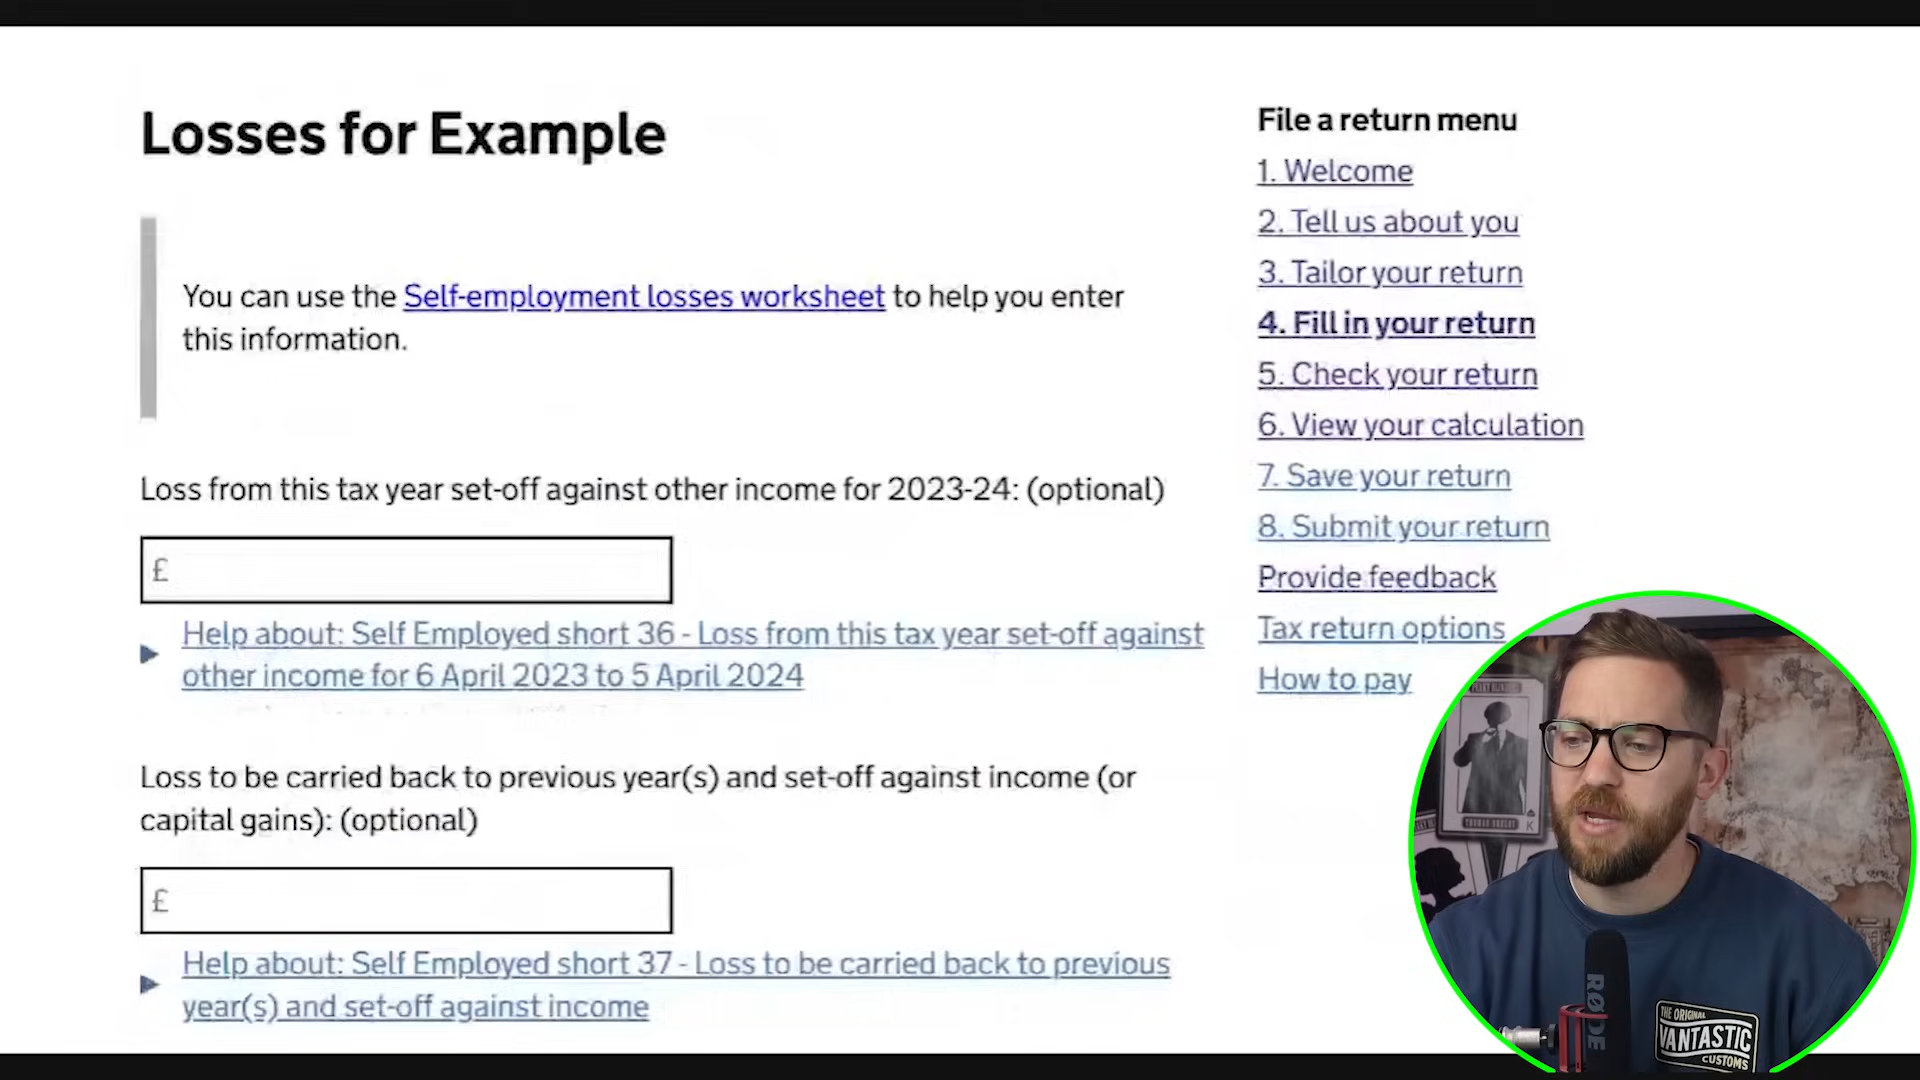 Losses for Example
You can use the Self-employment losses worksheet to help you enter
this information.
Loss from this tax year set-off against other income for 2023-24: (optional)
£
Help about: Self Employed short 36 - Loss from this tax year set-off against
other income for 6 April 2023 to 5 April 2024
Loss to be carried back to previous year(s) and set-off against income (or
capital gains): (optional)
£
Help about: Self Employed short 37 - Loss to be carried back to previous
year(s) and set-off against income
File a return menu
1. Welcome
2. Tell us about you
3. Tailor your return
4. Fill in your return
5. Check your return
6. View your calculation
7. Save your return
8. Submit your return
Provide feedback
Tax return options
How to pay
K
RØDE
THE ORIGINAL
VANTASTIC
CUSTOMS